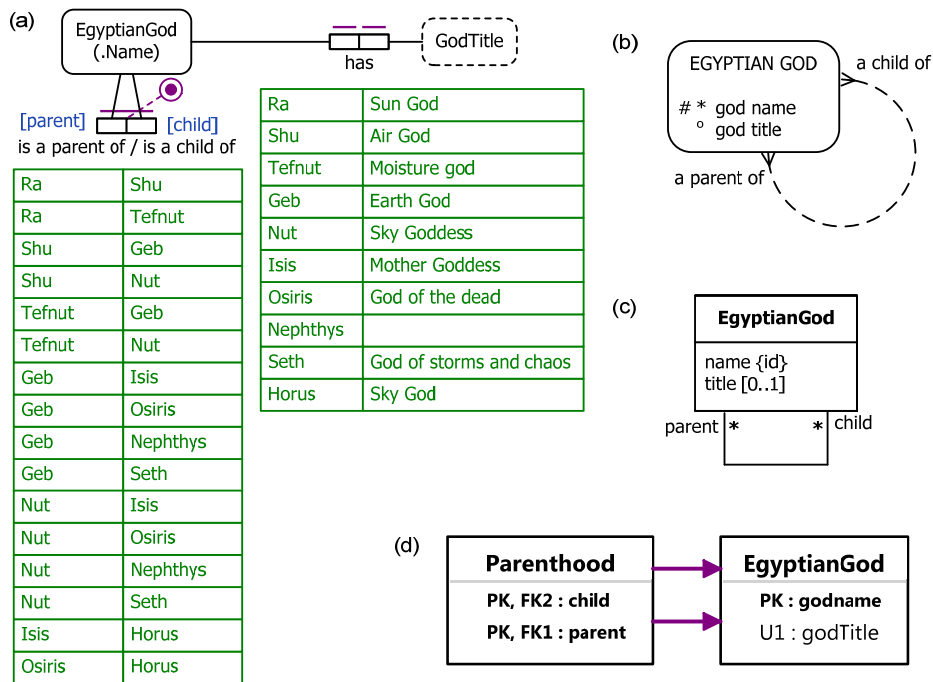 (a)
EgyptianGod
(.Name)
has
GodTitle
[parent]
[child]
is a parent of / is a child of
Ra Shu
Ra Tefnut
Shu Geb
Shu Nut
Tefnut Geb
Tefnut Nut
Geb Isis
Geb Osiris
Geb Nephthys
Geb Seth
Nut Isis
Nut Osiris
Nut Nephthys
Nut Seth
Isis Horus
Osiris Horus
Ra Sun God
Shu Air God
Tefnut Moisture god
Geb Earth God
Nut Sky Goddess
Isis Mother Goddess
Osiris God of the dead
Nephthys
Seth God of storms and chaos
Horus Sky God
(b)
EGYPTIAN GOD
# * god name
o god title
a child of
a parent of
(c)
EgyptianGod
name {id}
title [0..1]
parent * * child
(d)
Parenthood
PK, FK2 : child
PK, FK1 : parent
EgyptianGod
PK : godname
U1 : godTitle